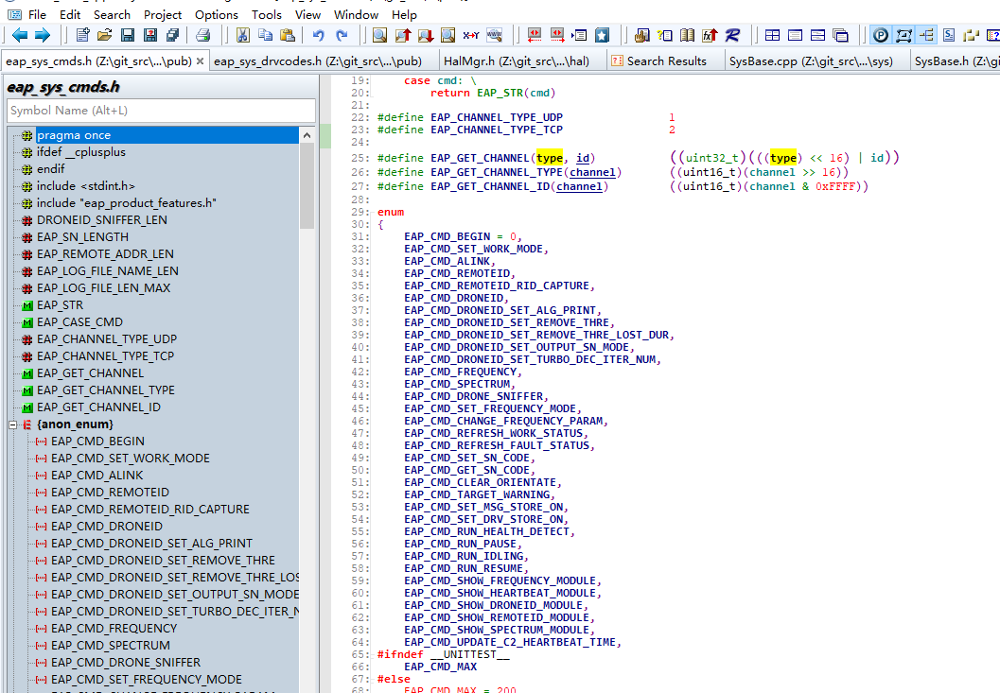 File Edit Search Project Options Tools View Window Help
eap_sys_cmds.h (Z:\git_src\...\pub) × eap_sys_drvcodes.h (Z:\git_src\...\pub) HalMgr.h (Z:\git_src\...\hal) Search Results SysBase.cpp (Z:\git_src\...\sys) SysBase.h (Z:\gi
eap_sys_cmds.h
Symbol Name (Alt+L)
pragma once
ifdef __cplusplus
endif
include <stdint.h>
include "eap_product_features.h"
DRONEID_SNIFFER_LEN
EAP_SN_LENGTH
EAP_REMOTE_ADDR_LEN
EAP_LOG_FILE_NAME_LEN
EAP_LOG_FILE_LEN_MAX
EAP_STR
EAP_CASE_CMD
EAP_CHANNEL_TYPE_UDP
EAP_CHANNEL_TYPE_TCP
EAP_GET_CHANNEL
EAP_GET_CHANNEL_TYPE
EAP_GET_CHANNEL_ID
{anon_enum}
EAP_CMD_BEGIN
EAP_CMD_SET_WORK_MODE
EAP_CMD_ALINK
EAP_CMD_REMOTEID
EAP_CMD_REMOTEID_RID_CAPTURE
EAP_CMD_DRONEID
EAP_CMD_DRONEID_SET_ALG_PRINT
EAP_CMD_DRONEID_SET_REMOVE_THRE
EAP_CMD_DRONEID_SET_REMOVE_THRE_LOS
EAP_CMD_DRONEID_SET_OUTPUT_SN_MODE
EAP_CMD_DRONEID_SET_TURBO_DEC_ITER_N
EAP_CMD_FREQUENCY
EAP_CMD_SPECTRUM
EAP_CMD_DRONE_SNIFFER
EAP_CMD_SET_FREQUENCY_MODE
19: case cmd: \
20: return EAP_STR(cmd)
21:
22: #define EAP_CHANNEL_TYPE_UDP 1
23: #define EAP_CHANNEL_TYPE_TCP 2
24:
25: #define EAP_GET_CHANNEL(type, id) ((uint32_t)(((type) << 16) | id))
26: #define EAP_GET_CHANNEL_TYPE(channel) ((uint16_t)(channel >> 16))
27: #define EAP_GET_CHANNEL_ID(channel) ((uint16_t)(channel & 0xFFFF))
28:
29: enum
30: {
31: EAP_CMD_BEGIN = 0,
32: EAP_CMD_SET_WORK_MODE,
33: EAP_CMD_ALINK,
34: EAP_CMD_REMOTEID,
35: EAP_CMD_REMOTEID_RID_CAPTURE,
36: EAP_CMD_DRONEID,
37: EAP_CMD_DRONEID_SET_ALG_PRINT,
38: EAP_CMD_DRONEID_SET_REMOVE_THRE,
39: EAP_CMD_DRONEID_SET_REMOVE_THRE_LOST_DUR,
40: EAP_CMD_DRONEID_SET_OUTPUT_SN_MODE,
41: EAP_CMD_DRONEID_SET_TURBO_DEC_ITER_NUM,
42: EAP_CMD_FREQUENCY,
43: EAP_CMD_SPECTRUM,
44: EAP_CMD_DRONE_SNIFFER,
45: EAP_CMD_SET_FREQUENCY_MODE,
46: EAP_CMD_CHANGE_FREQUENCY_PARAM,
47: EAP_CMD_REFRESH_WORK_STATUS,
48: EAP_CMD_REFRESH_FAULT_STATUS,
49: EAP_CMD_SET_SN_CODE,
50: EAP_CMD_GET_SN_CODE,
51: EAP_CMD_CLEAR_ORIENTATE,
52: EAP_CMD_TARGET_WARNING,
53: EAP_CMD_SET_MSG_STORE_ON,
54: EAP_CMD_SET_DRV_STORE_ON,
55: EAP_CMD_RUN_HEALTH_DETECT,
56: EAP_CMD_RUN_PAUSE,
57: EAP_CMD_RUN_IDLING,
58: EAP_CMD_RUN_RESUME,
59: EAP_CMD_SHOW_FREQUENCY_MODULE,
60: EAP_CMD_SHOW_HEARTBEAT_MODULE,
61: EAP_CMD_SHOW_DRONEID_MODULE,
62: EAP_CMD_SHOW_REMOTEID_MODULE,
63: EAP_CMD_SHOW_SPECTRUM_MODULE,
64: EAP_CMD_UPDATE_C2_HEARTBEAT_TIME,
65: #ifndef __UNITTEST__
66: EAP_CMD_MAX
67: #else
68: EAP_CMD_MAX = 200